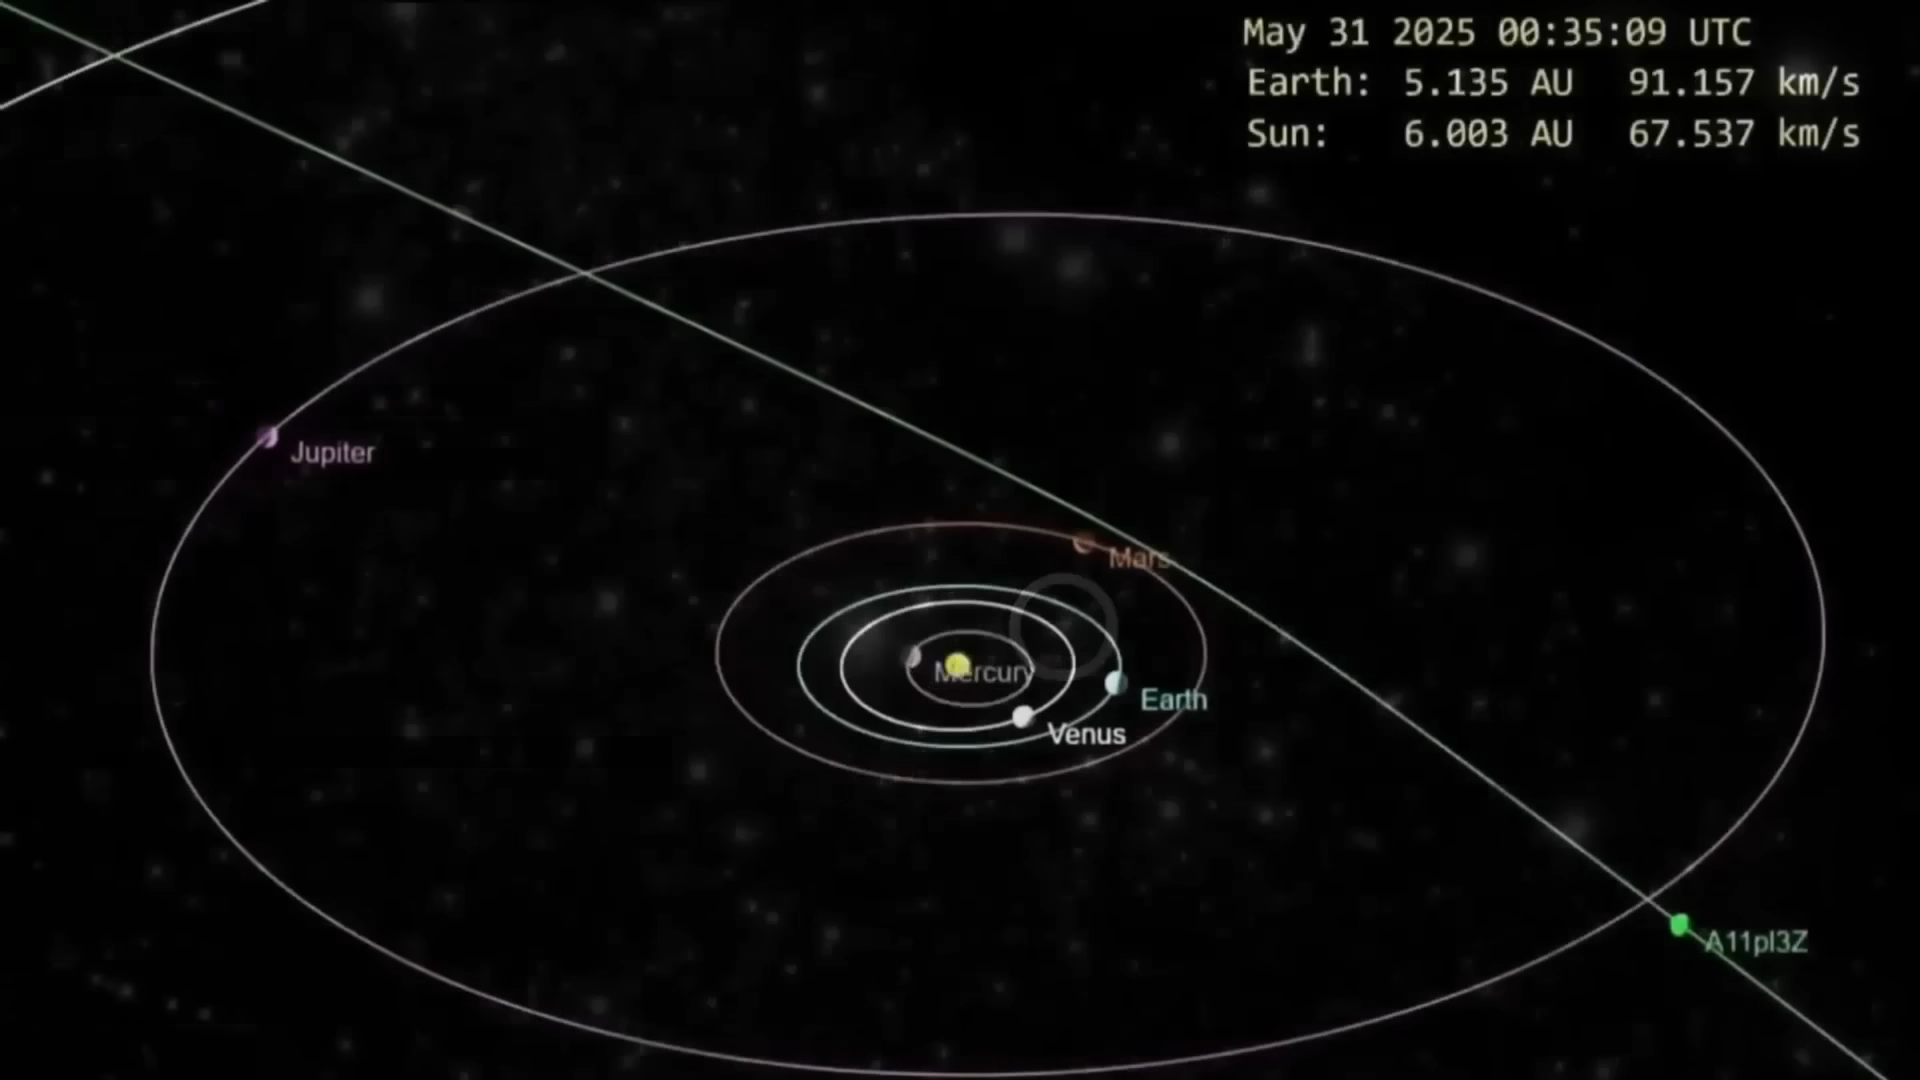 May 31 2025 00:35:09 UTC
Earth: 5.135 AU 91.157 km/s
Sun: 6.003 AU 67.537 km/s
Jupiter
Mars
Mercury
Earth
Venus
A11pl3Z